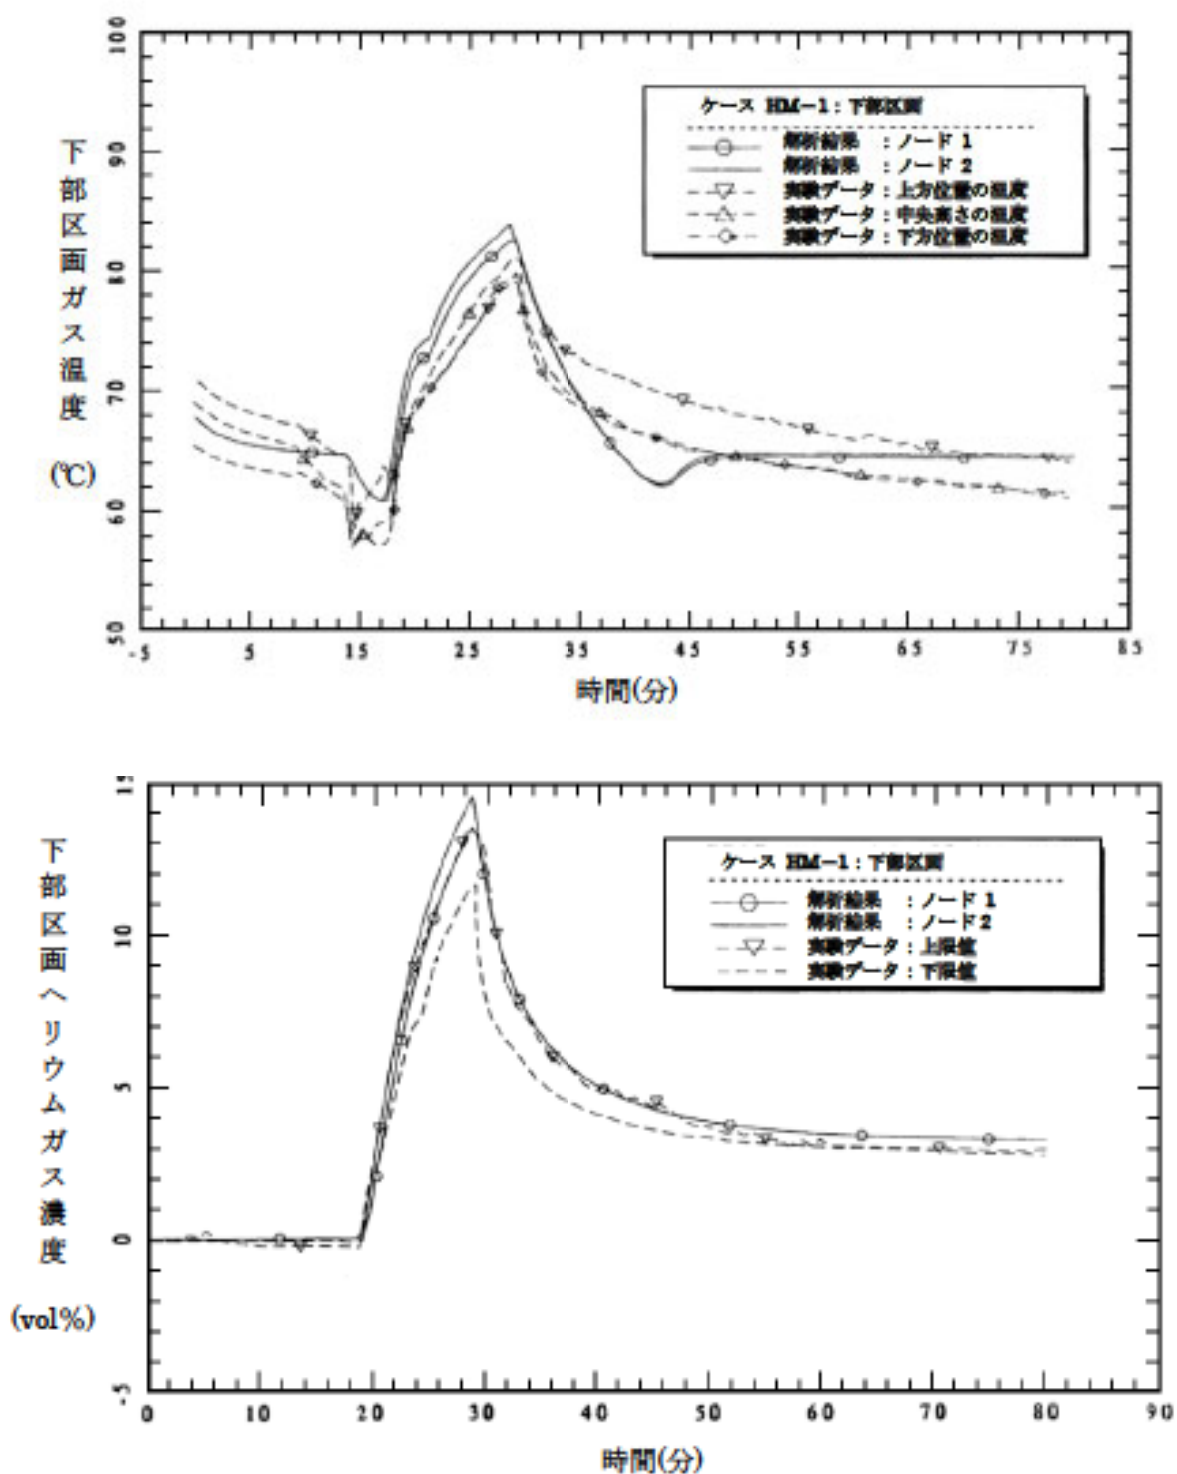 100
90
80
70
60
50
下部区画ガス温度
(℃)
ケース HM-1:下部区画
解析結果 :ノード 1
解析結果 :ノード 2
実験データ:上方位置の温度
実験データ:中央高さの温度
実験データ:下方位置の温度
-5 5 15 25 35 45 55 65 75 85
時間(分)
15
10
5
0
-5
下部区画ヘリウムガス濃度
(vol%)
ケース HM-1:下部区画
解析結果 :ノード 1
解析結果 :ノード 2
実験データ:上限値
実験データ:下限値
0 10 20 30 40 50 60 70 80 90
時間(分)